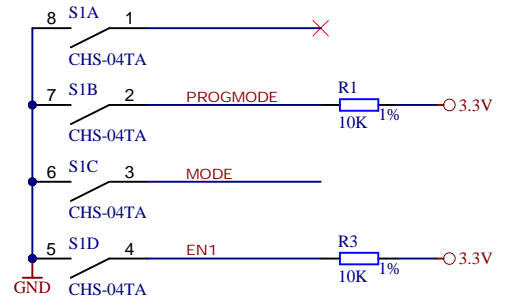 S1A
8 1
CHS-04TA
S1B
7 2 PROGMODE R1 3.3V
10K 1%
CHS-04TA
S1C
6 3 MODE
CHS-04TA
S1D
5 4 EN1 R3 3.3V
10K 1%
GND CHS-04TA